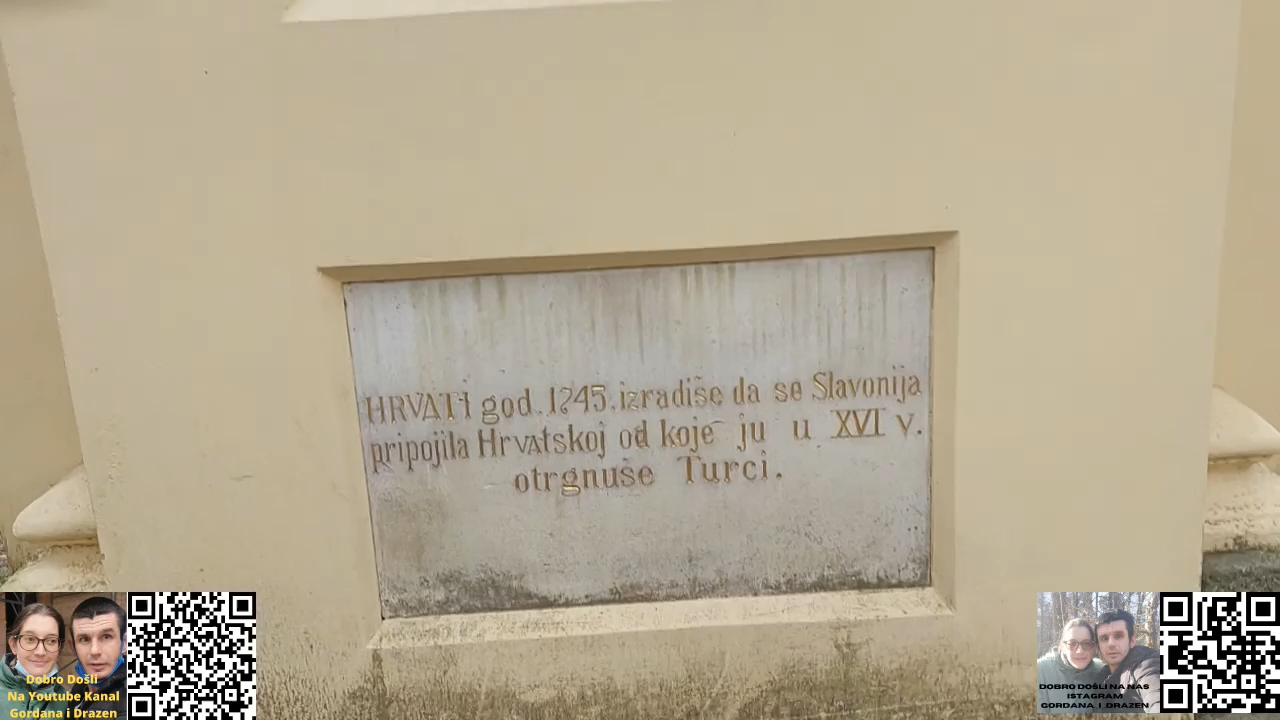 HRVATI god. 1745. izradiše da se Slavonija
pripojila Hrvatskoj od koje ju u XVI v.
otrgnuše Turci.
Dobro Došli
Na Youtube Kanal
Gordana i Drazen
DOBRO DOŠLI NA NAS
ISTAGRAM
GORDANA I DRAZEN